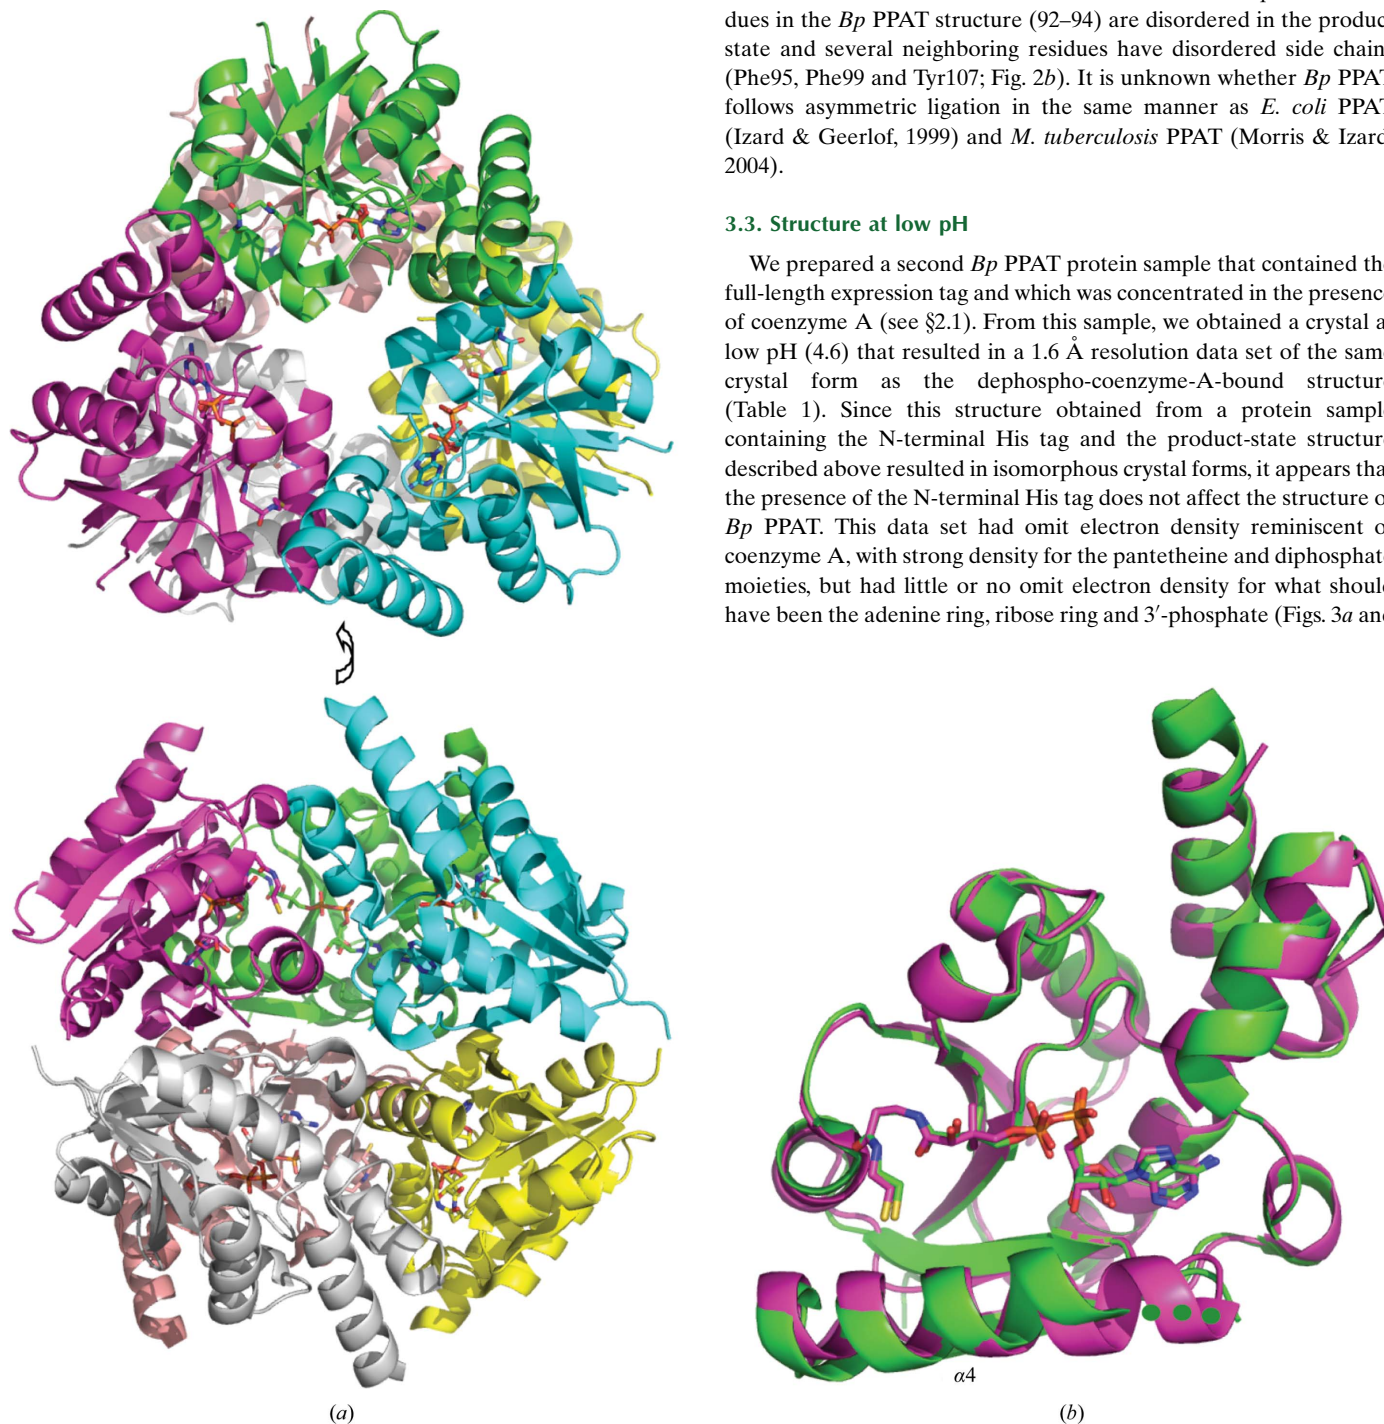 dues in the Bp PPAT structure (92–94) are disordered in the produc
state and several neighboring residues have disordered side chain
(Phe95, Phe99 and Tyr107; Fig. 2b). It is unknown whether Bp PPAT
follows asymmetric ligation in the same manner as E. coli PPAT
(Izard & Geerlof, 1999) and M. tuberculosis PPAT (Morris & Izard
2004).
3.3. Structure at low pH
We prepared a second Bp PPAT protein sample that contained the
full-length expression tag and which was concentrated in the presence
of coenzyme A (see §2.1). From this sample, we obtained a crystal a
low pH (4.6) that resulted in a 1.6 Å resolution data set of the sam
crystal form as the dephospho-coenzyme-A-bound structure
(Table 1). Since this structure obtained from a protein sample
containing the N-terminal His tag and the product-state structure
described above resulted in isomorphous crystal forms, it appears tha
the presence of the N-terminal His tag does not affect the structure o
Bp PPAT. This data set had omit electron density reminiscent o
coenzyme A, with strong density for the pantetheine and diphosphat
moieties, but had little or no omit electron density for what shoul
have been the adenine ring, ribose ring and 3′-phosphate (Figs. 3a and
α4
(a)
(b)